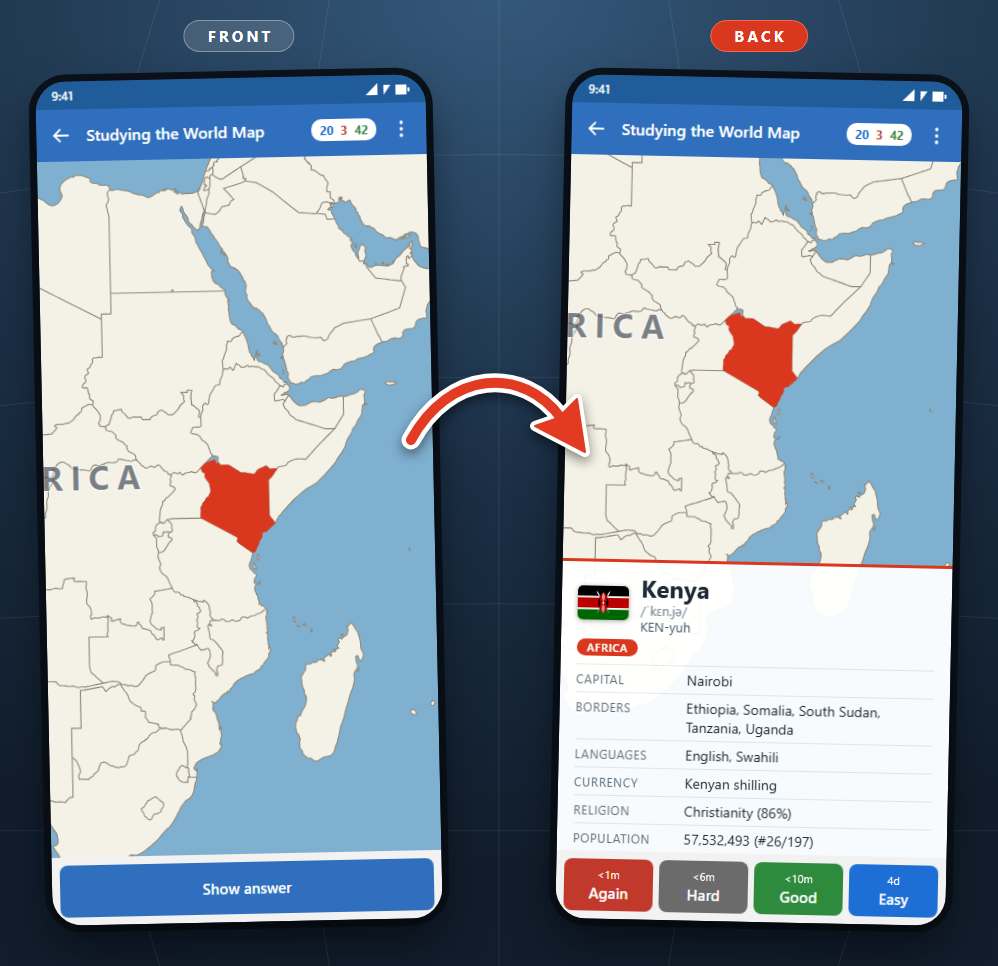 FRONT
9:41
Studying the World Map
20 3 42
RICA
Show answer
BACK
9:41
Studying the World Map
20 3 42
RICA
Kenya
/ˈkɛn.jə/
KEN-yuh
AFRICA
CAPITAL Nairobi
BORDERS Ethiopia, Somalia, South Sudan,
Tanzania, Uganda
LANGUAGES English, Swahili
CURRENCY Kenyan shilling
RELIGION Christianity (86%)
POPULATION 57,532,493 (#26/197)
<1m <6m <10m 4d
Again Hard Good Easy